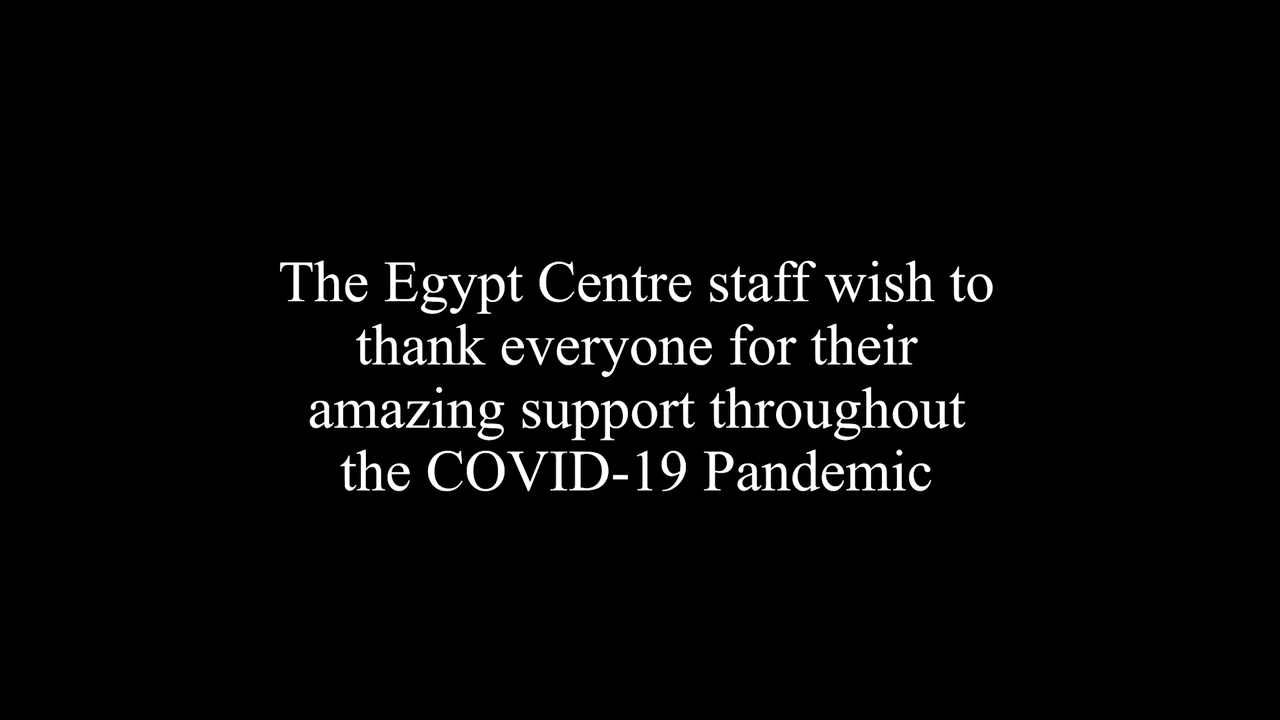 The Egypt Centre staff wish to
thank everyone for their
amazing support throughout
the COVID-19 Pandemic